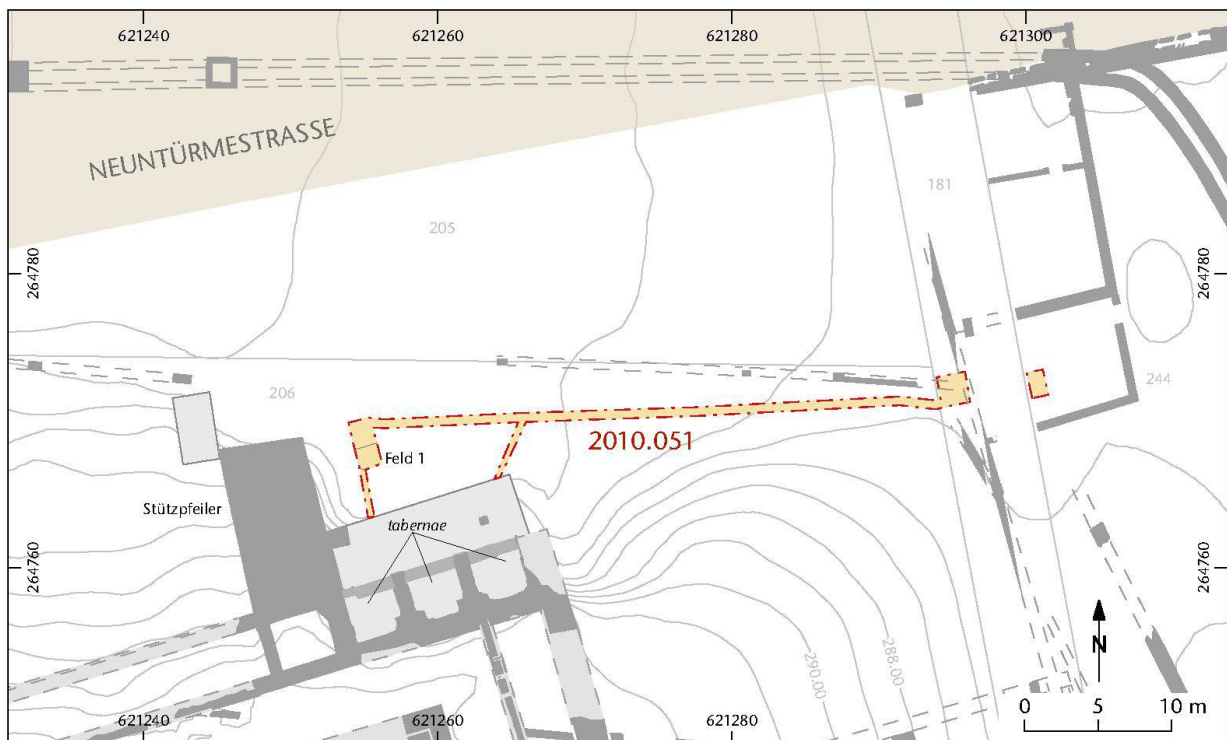 621240 621260 621280 621300
NEUNTÜRMESTRASSE
181
205
264780 264780
206
244
2010.051
Feld 1
Stützpfeiler
tabernae
264760 264760
290.00 288.00
N
621240 621260 621280
0 5 10 m